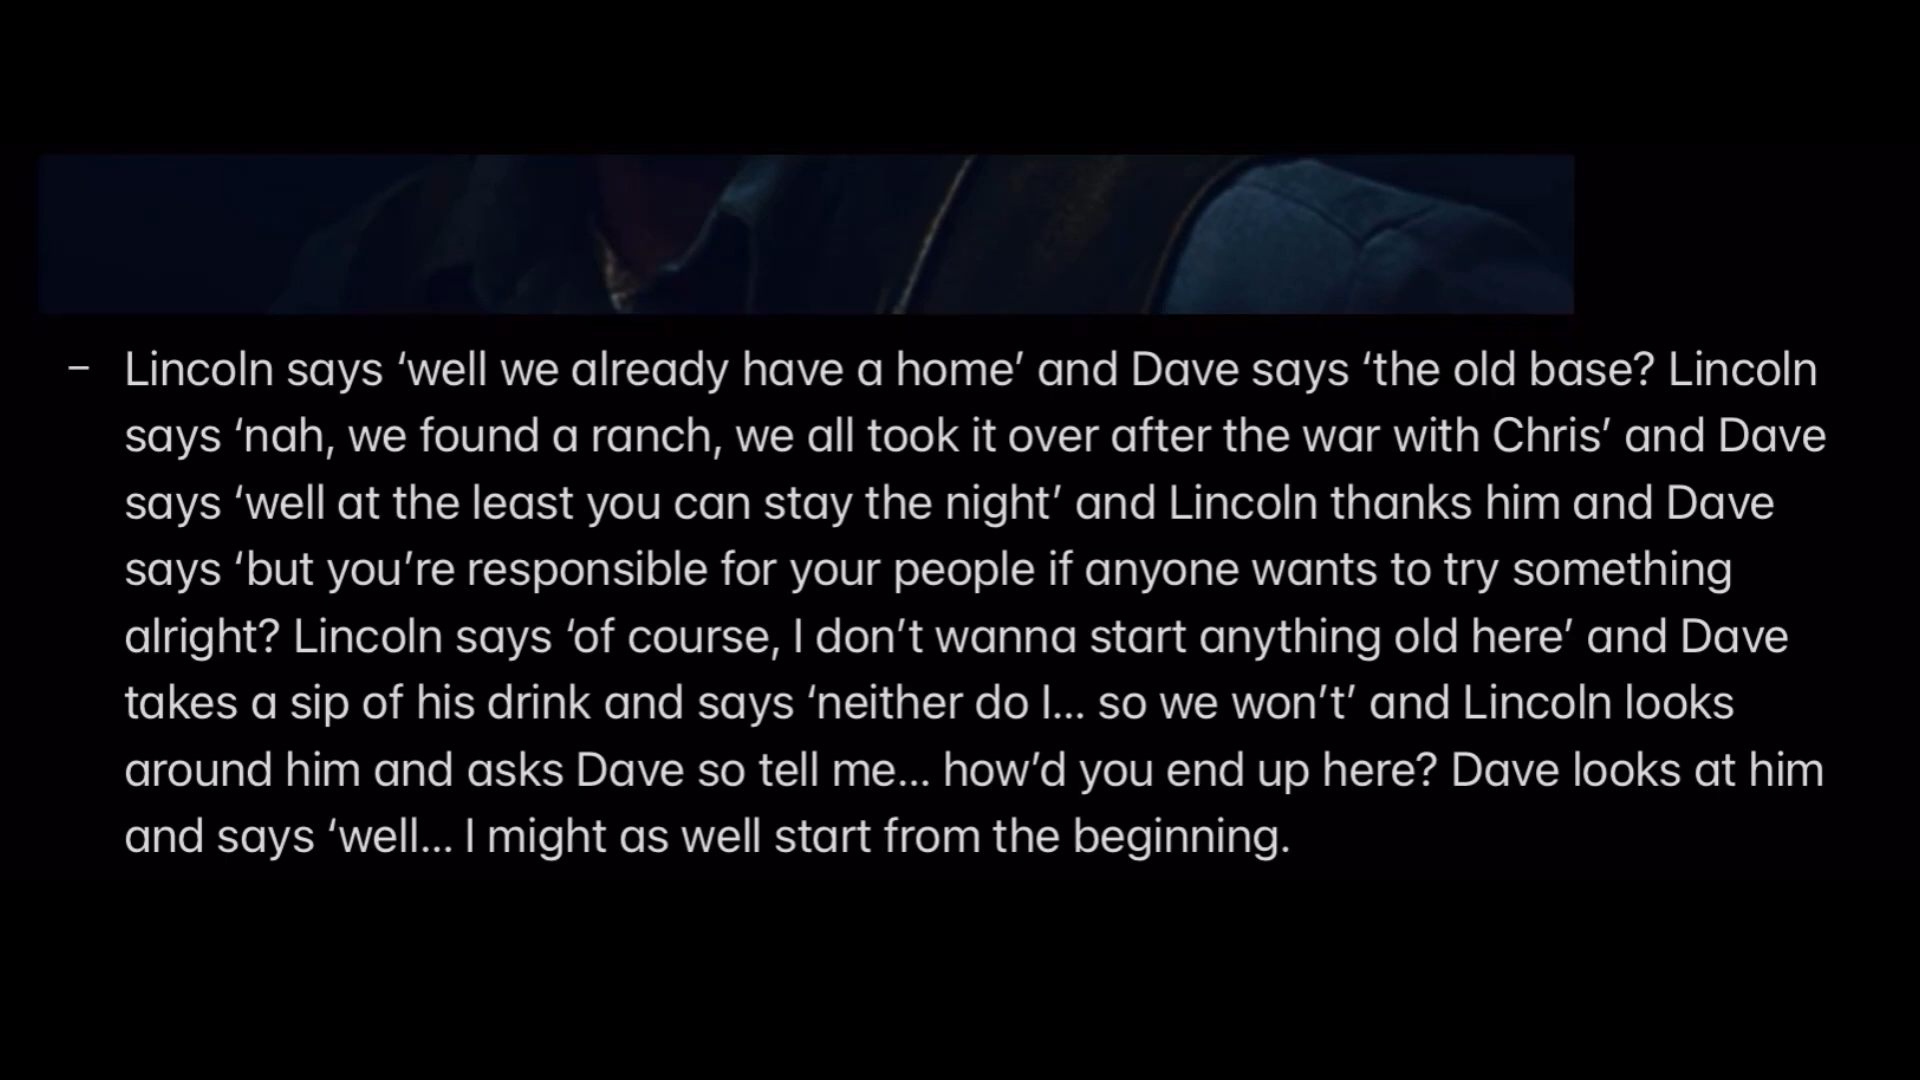 – Lincoln says ‘well we already have a home’ and Dave says ‘the old base? Lincoln
says ‘nah, we found a ranch, we all took it over after the war with Chris’ and Dave
says ‘well at the least you can stay the night’ and Lincoln thanks him and Dave
says ‘but you’re responsible for your people if anyone wants to try something
alright? Lincoln says ‘of course, I don’t wanna start anything old here’ and Dave
takes a sip of his drink and says ‘neither do I... so we won’t’ and Lincoln looks
around him and asks Dave so tell me... how’d you end up here? Dave looks at him
and says ‘well... I might as well start from the beginning.